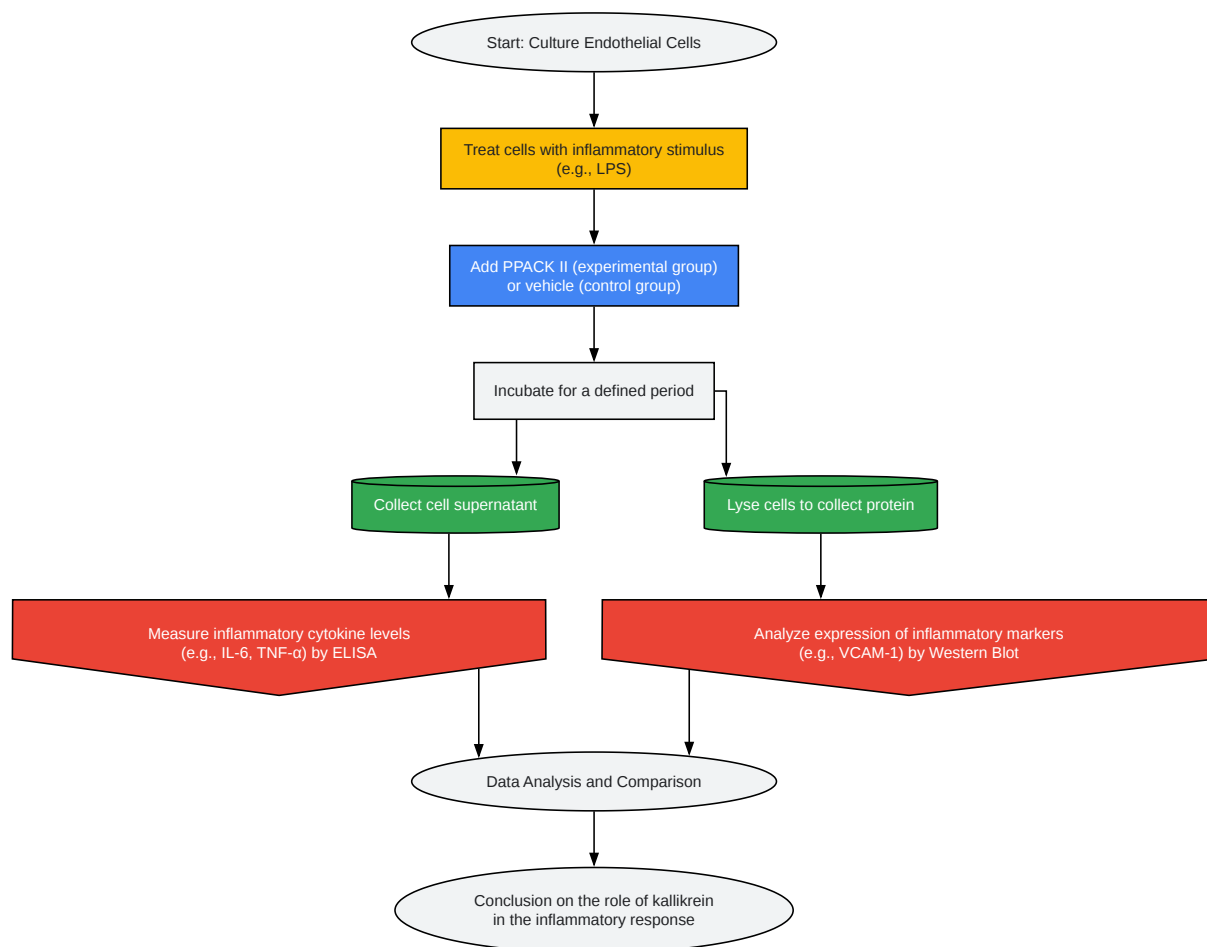 Start: Culture Endothelial Cells
Treat cells with inflammatory stimulus
(e.g., LPS)
Add PPACK II (experimental group)
or vehicle (control group)
Incubate for a defined period
Collect cell supernatant
Lyse cells to collect protein
Measure inflammatory cytokine levels
(e.g., IL-6, TNF-α) by ELISA
Analyze expression of inflammatory markers
(e.g., VCAM-1) by Western Blot
Data Analysis and Comparison
Conclusion on the role of kallikrein
in the inflammatory response